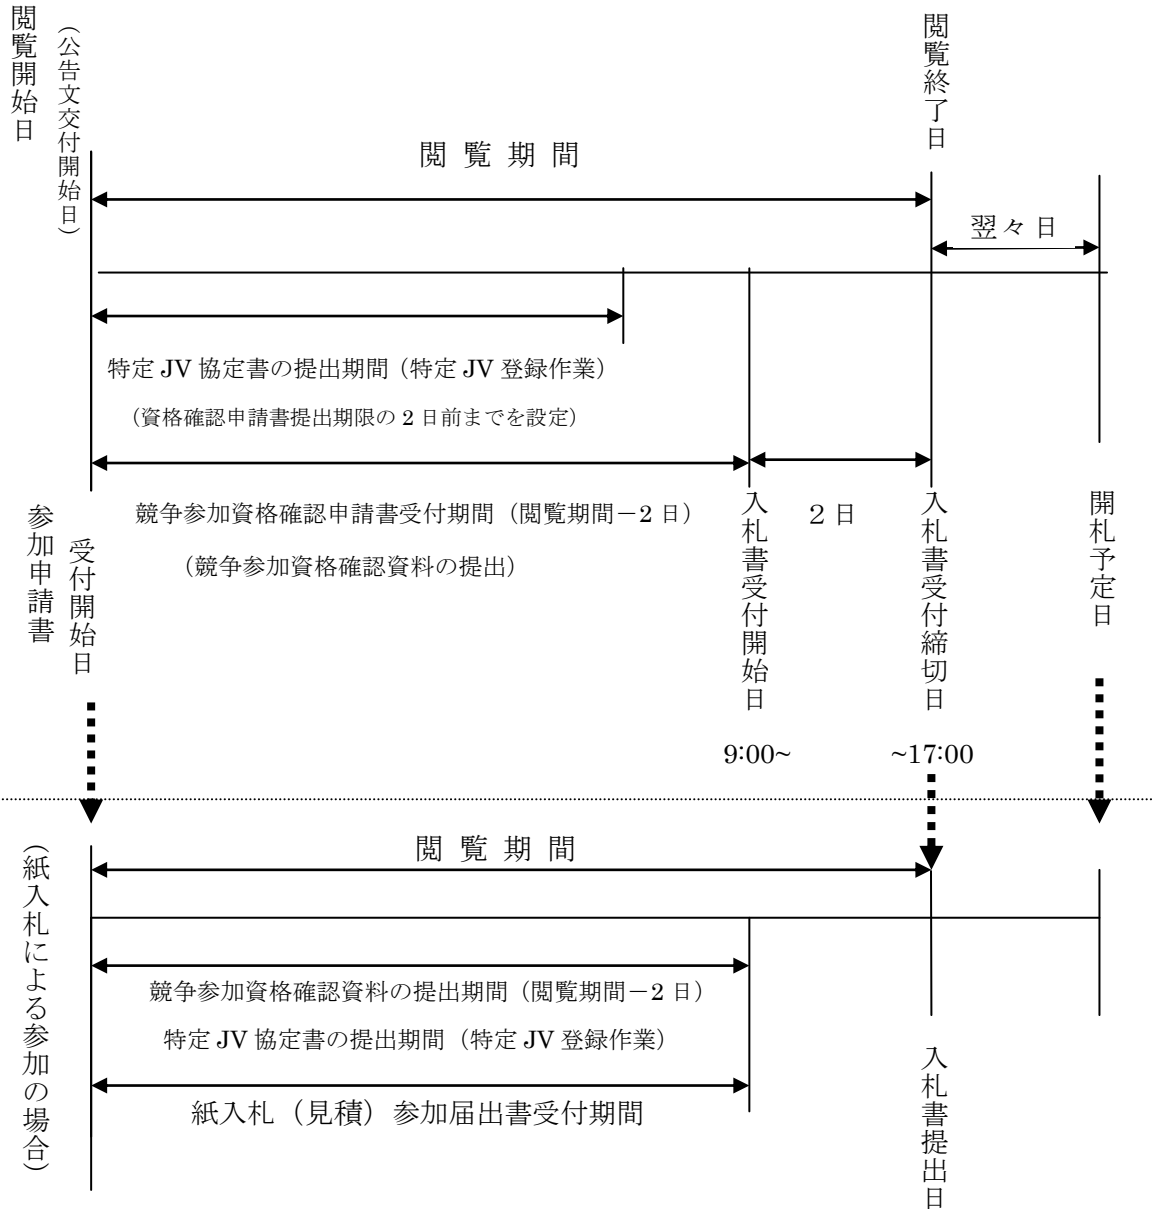 閲覧開始日
（公告文交付開始日）
閲覧終了日
閲 覧 期 間
翌々日
特定 JV 協定書の提出期間（特定 JV 登録作業）
（資格確認申請書提出期限の 2 日前までを設定）
競争参加資格確認申請書受付期間（閲覧期間－2 日）
（競争参加資格確認資料の提出）
２日
参加申請書
受付開始日
入札書受付開始日
入札書受付締切日
開札予定日
9:00~
~17:00
（紙入札による参加の場合）
閲 覧 期 間
競争参加資格確認資料の提出期間（閲覧期間－2 日）
特定 JV 協定書の提出期間（特定 JV 登録作業）
紙入札（見積）参加届出書受付期間
入札書提出日